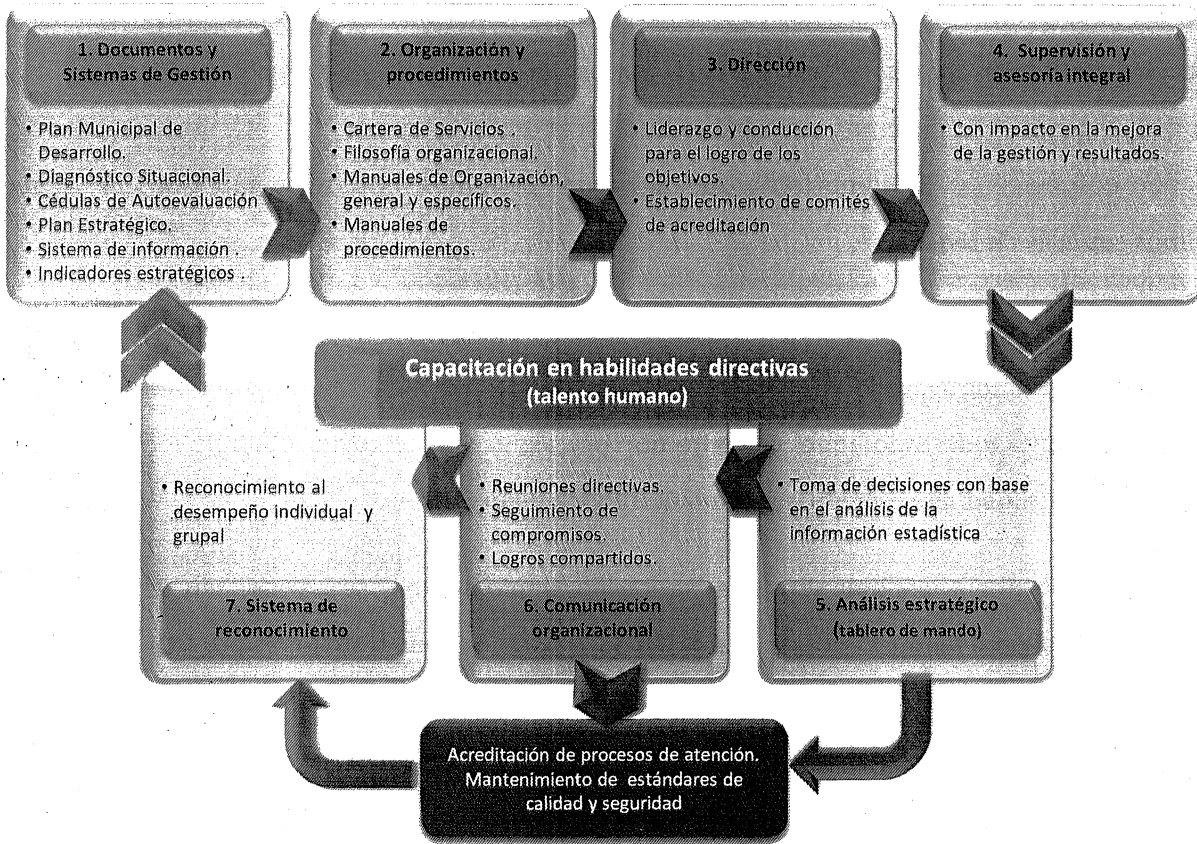 1. Documentos y
Sistemas de Gestión
• Plan Municipal de
Desarrollo.
• Diagnóstico Situacional.
• Cédulas de Autoevaluación
• Plan Estratégico.
• Sistema de información .
• Indicadores estratégicos .
2. Organización y
procedimientos
• Cartera de Servicios .
• Filosofía organizacional.
• Manuales de Organización,
general y específicos.
• Manuales de
procedimientos.
3. Dirección
• Liderazgo y conducción
para el logro de los
objetivos.
• Establecimiento de comités
de acreditación
4. Supervisión y
asesoría integral
• Con impacto en la mejora
de la gestión y resultados.
Capacitación en habilidades directivas
(talento humano)
• Toma de decisiones con base
en el análisis de la
información estadística
5. Análisis estratégico
(tablero de mando)
• Reuniones directivas
• Seguimiento de
compromisos.
• Logros compartidos.
6. Comunicación
organizacional
• Reconocimiento al
desempeño individual y
grupal
7. Sistema de
reconocimiento
Acreditación de procesos de atención.
Mantenimiento de estándares de
calidad y seguridad